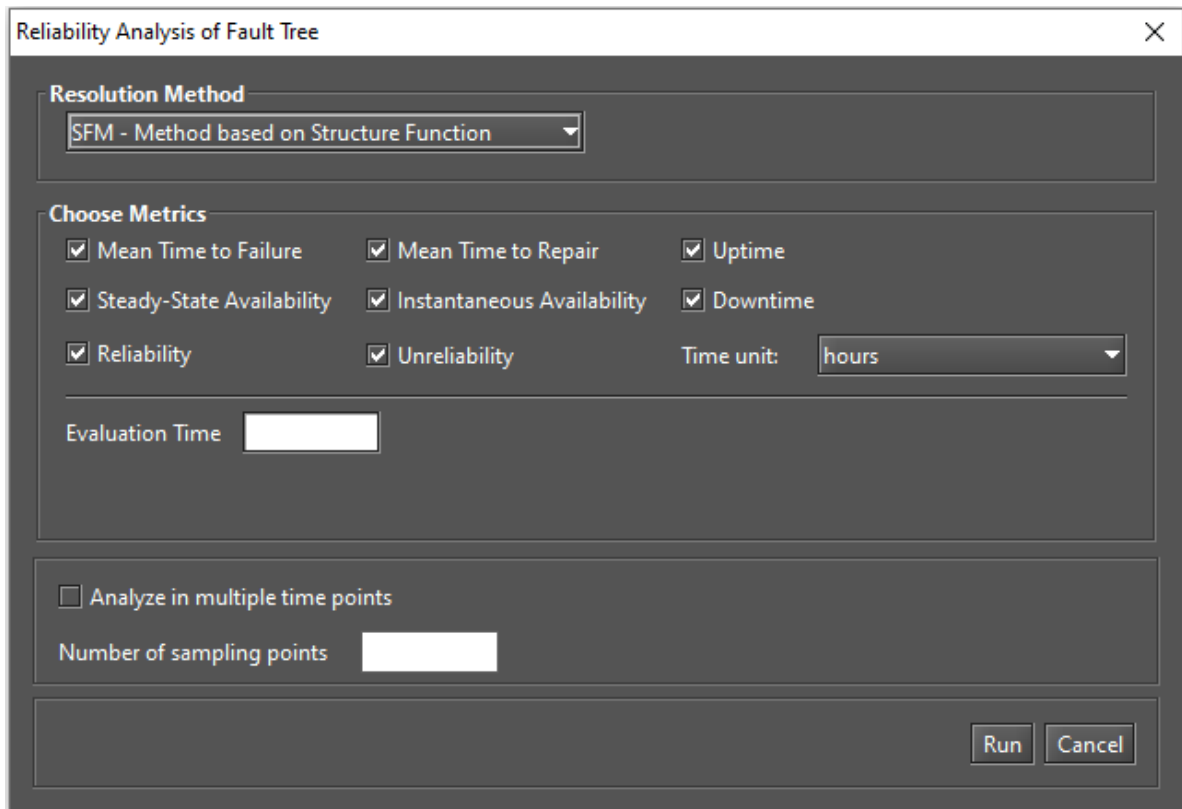 Reliability Analysis of Fault Tree
Resolution Method
SFM - Method based on Structure Function
Choose Metrics
Mean Time to Failure Mean Time to Repair Uptime
Steady-State Availability Instantaneous Availability Downtime
Reliability Unreliability Time unit: hours
Evaluation Time
Analyze in multiple time points
Number of sampling points
Run Cancel